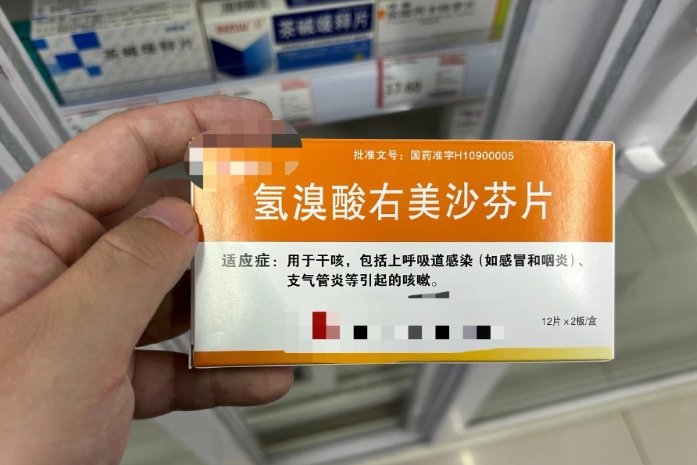 茶碱缓释片
茶碱缓释片
批准文号：国药准字H10900005
氢溴酸右美沙芬片
适应症：用于干咳，包括上呼吸道感染（如感冒和咽炎）、
支气管炎等引起的咳嗽。
12片×2板/盒